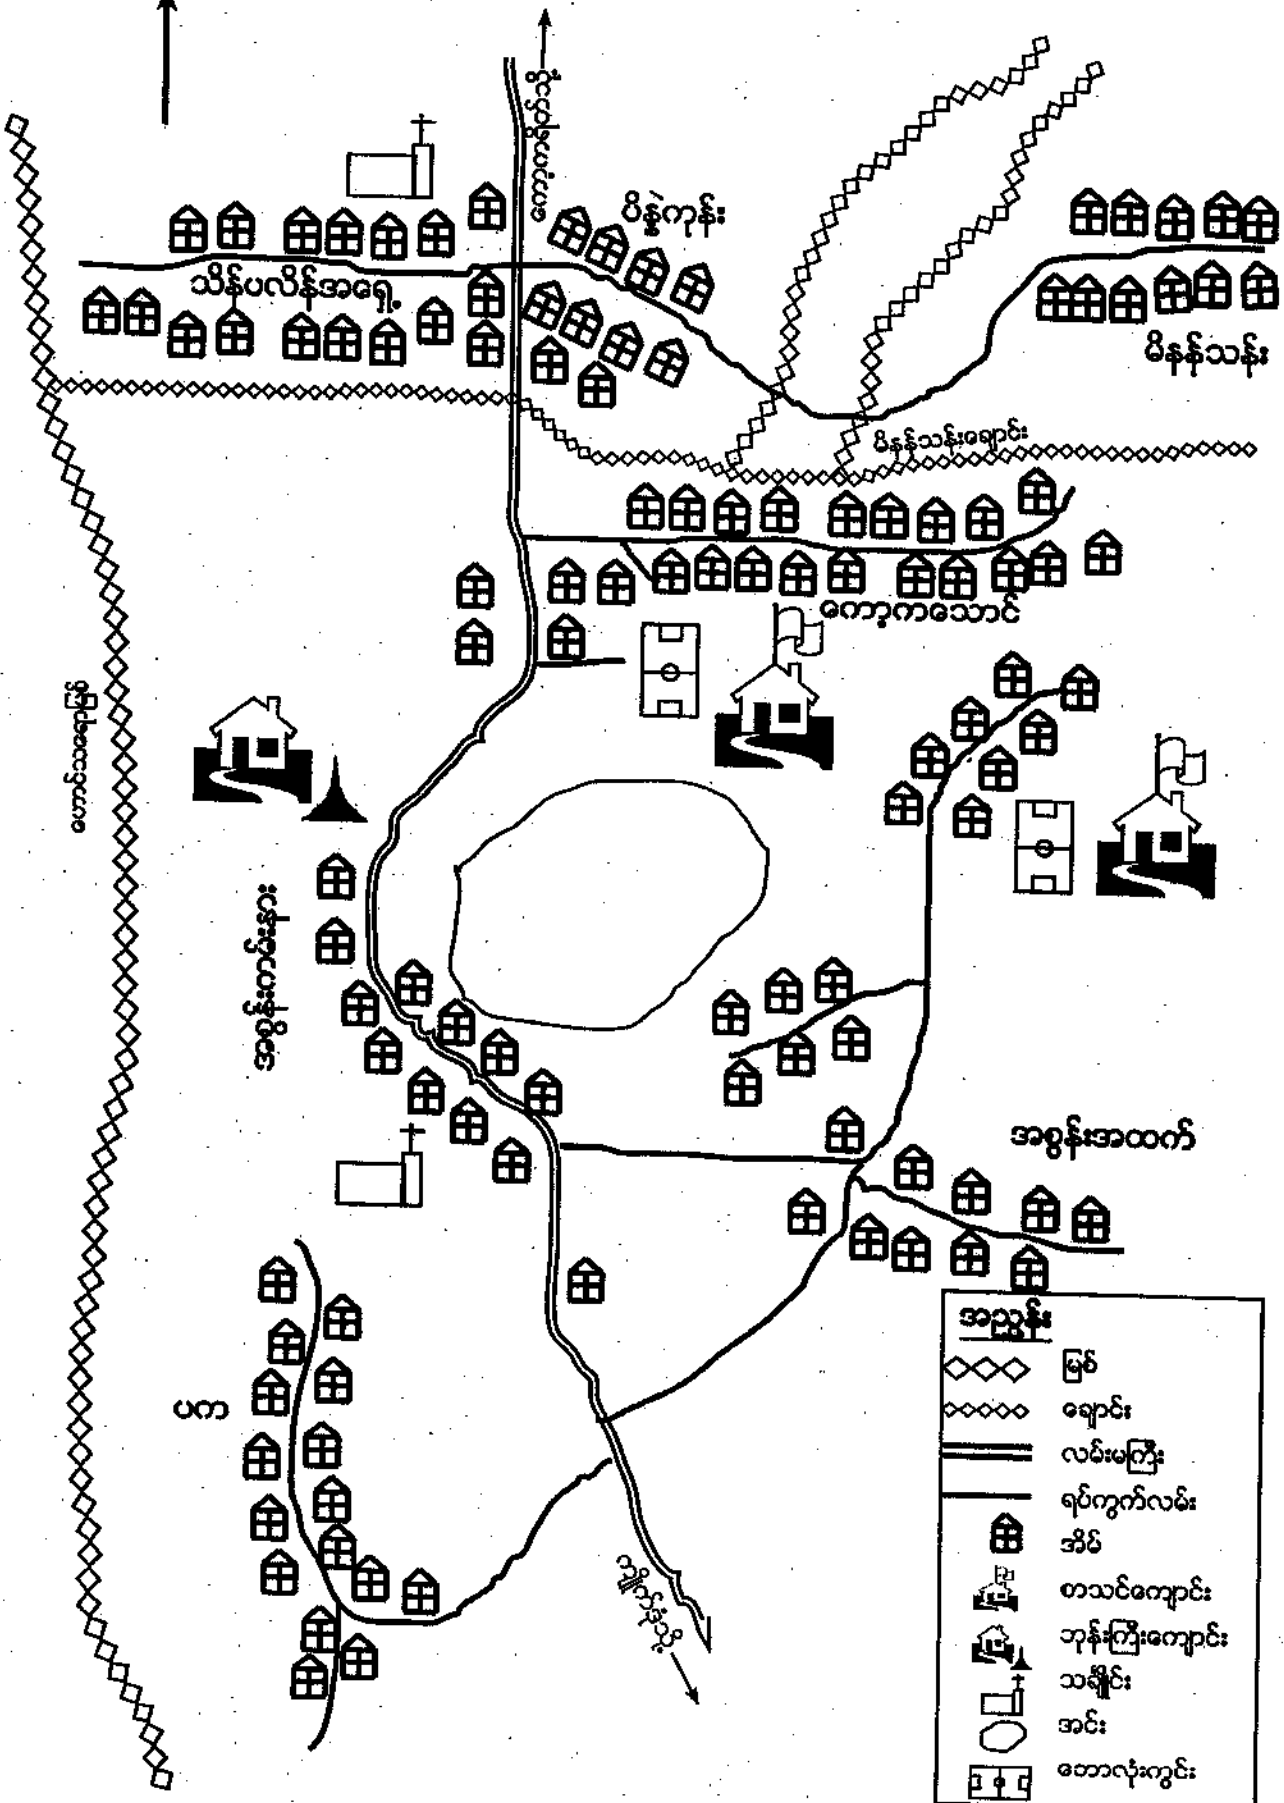 ပိန္နဲကုန်း
သိန်ပလိန်အရှေ့
မိနန်သန်း
မိနန်သန်းချောင်း
ကော့ကသောင်
အစွန်းကမ်းနား
အစွန်းအထက်
ပက
ကျိုက်ဒုံသို့
အညွှန်း
မြစ်
ချောင်း
လမ်းမကြီး
ရပ်ကွက်လမ်း
အိမ်
စာသင်ကျောင်း
ဘုန်းကြီးကျောင်း
သချိုင်း
အင်း
ဘောလုံးကွင်း